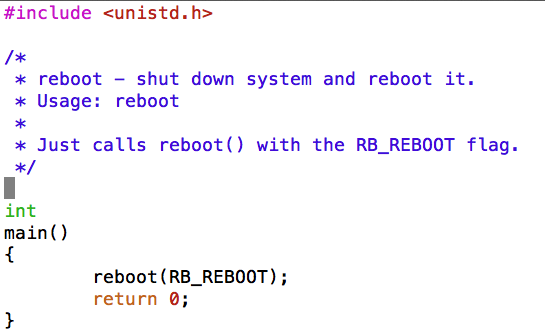 #include <unistd.h>
/*
 * reboot - shut down system and reboot it.
 * Usage: reboot
 *
 * Just calls reboot() with the RB_REBOOT flag.
 */
int
main()
{
        reboot(RB_REBOOT);
        return 0;
}